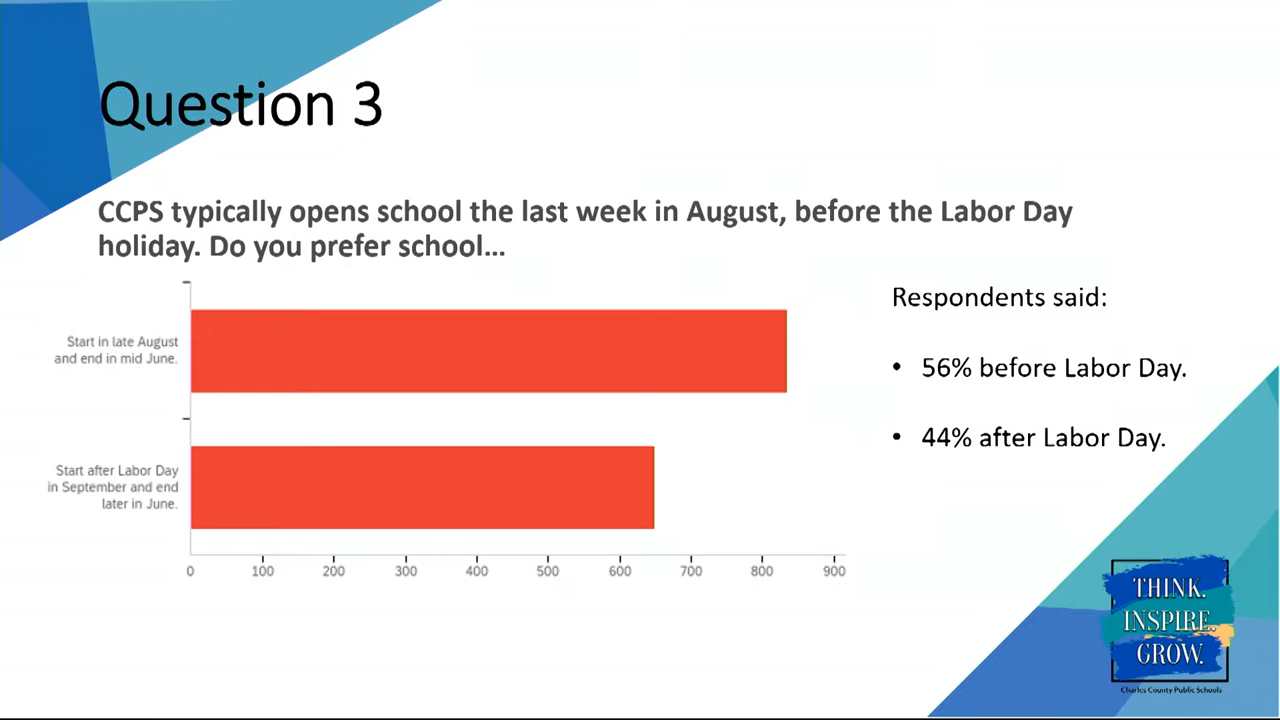 Question 3
CCPS typically opens school the last week in August, before the Labor Day
holiday. Do you prefer school...
Respondents said:
• 56% before Labor Day.
• 44% after Labor Day.
Start in late August
and end in mid June.
Start after Labor Day
in September and end
later in June.
0 100 200 300 400 500 600 700 800 900
THINK.
INSPIRE.
GROW.
Charles County Public Schools